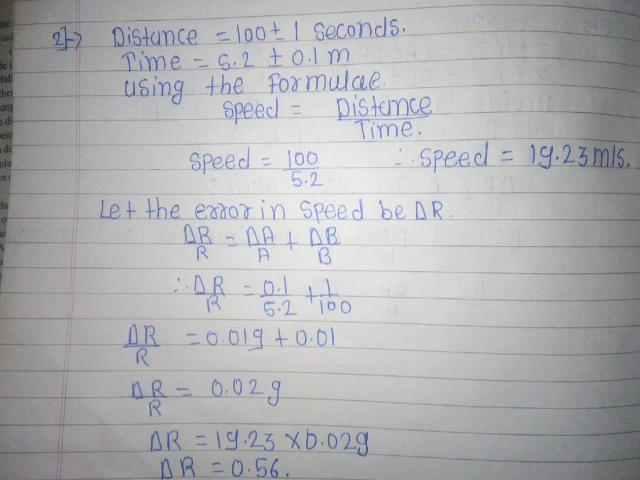 2]→ Distance = 100 ± 1 seconds.
Time = 5.2 ± 0.1 m
using the formulae.
Speed = Distance / Time.
Speed = 100 / 5.2 ∴ Speed = 19.23 m/s.
Let the error in speed be ΔR.
ΔR / R = ΔA / A + ΔB / B
∴ ΔR / R = 0.1 / 5.2 + 1 / 100
ΔR / R = 0.019 + 0.01
ΔR / R = 0.029
ΔR = 19.23 × 0.029
ΔR = 0.56.